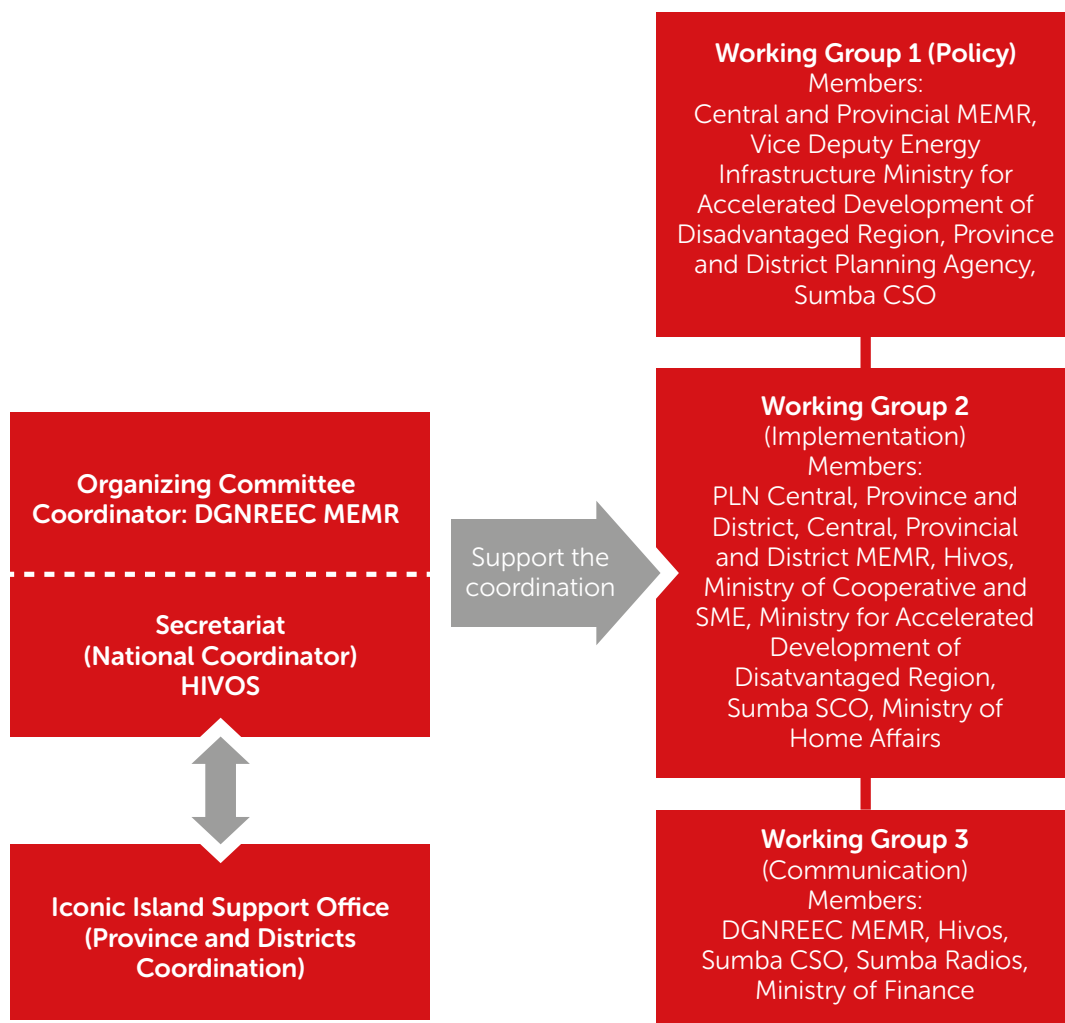 Organizing Committee
Coordinator: DGNREEC MEMR
Secretariat
(National Coordinator)
HIVOS
Iconic Island Support Office
(Province and Districts
Coordination)
Support the
coordination
Working Group 1 (Policy)
Members:
Central and Provincial MEMR,
Vice Deputy Energy
Infrastructure Ministry for
Accelerated Development of
Disadvantaged Region, Province
and District Planning Agency,
Sumba CSO
Working Group 2
(Implementation)
Members:
PLN Central, Province and
District, Central, Provincial
and District MEMR, Hivos,
Ministry of Cooperative and
SME, Ministry for Accelerated
Development of
Disatvantaged Region,
Sumba SCO, Ministry of
Home Affairs
Working Group 3
(Communication)
Members:
DGNREEC MEMR, Hivos,
Sumba CSO, Sumba Radios,
Ministry of Finance